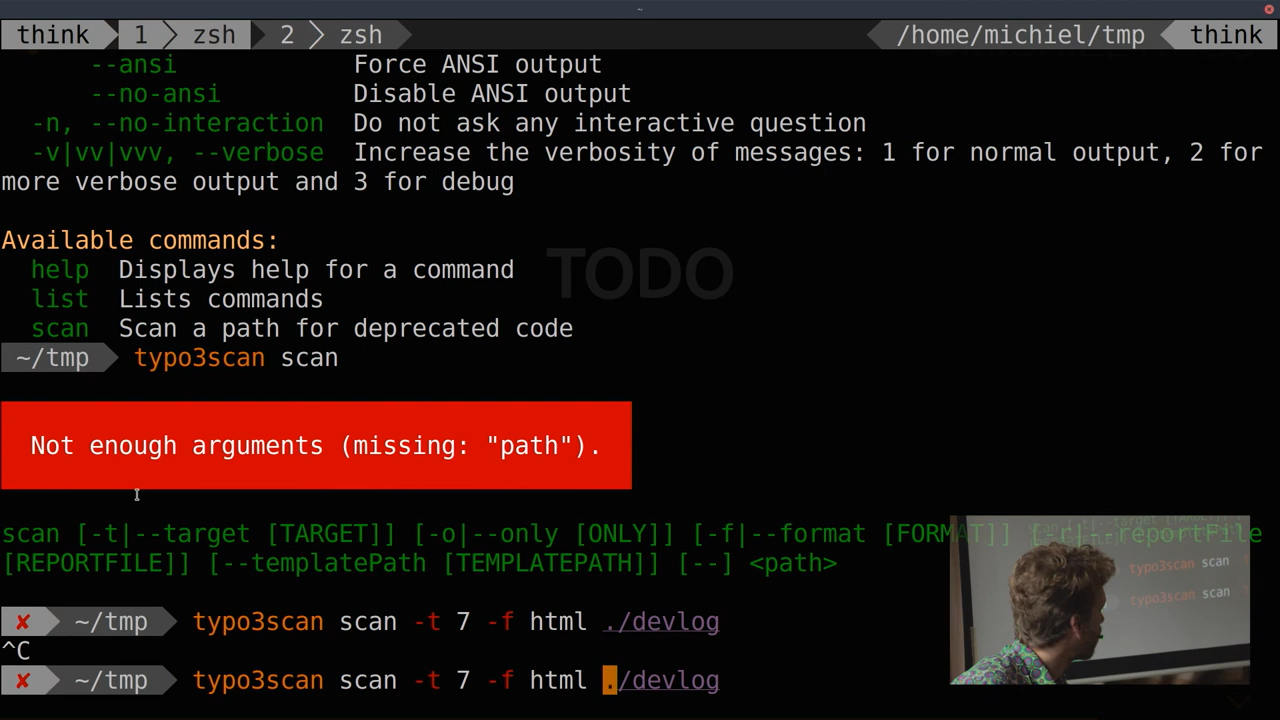 ~
think 1 zsh 2 zsh /home/michiel/tmp think
--ansi Force ANSI output
--no-ansi Disable ANSI output
-n, --no-interaction Do not ask any interactive question
-v|vv|vvv, --verbose Increase the verbosity of messages: 1 for normal output, 2 for
more verbose output and 3 for debug
Available commands:
TODO
help Displays help for a command
list Lists commands
scan Scan a path for deprecated code
~/tmp typo3scan scan
Not enough arguments (missing: "path").
scan [-t|--target [TARGET]] [-o|--only [ONLY]] [-f|--format [FORMAT]] [-r|--reportFile
[REPORTFILE]] [--templatePath [TEMPLATEPATH]] [--] <path>
✘ ~/tmp typo3scan scan -t 7 -f html ./devlog
^C
✘ ~/tmp typo3scan scan -t 7 -f html ./devlog
typo3scan scan
typo3scan scan